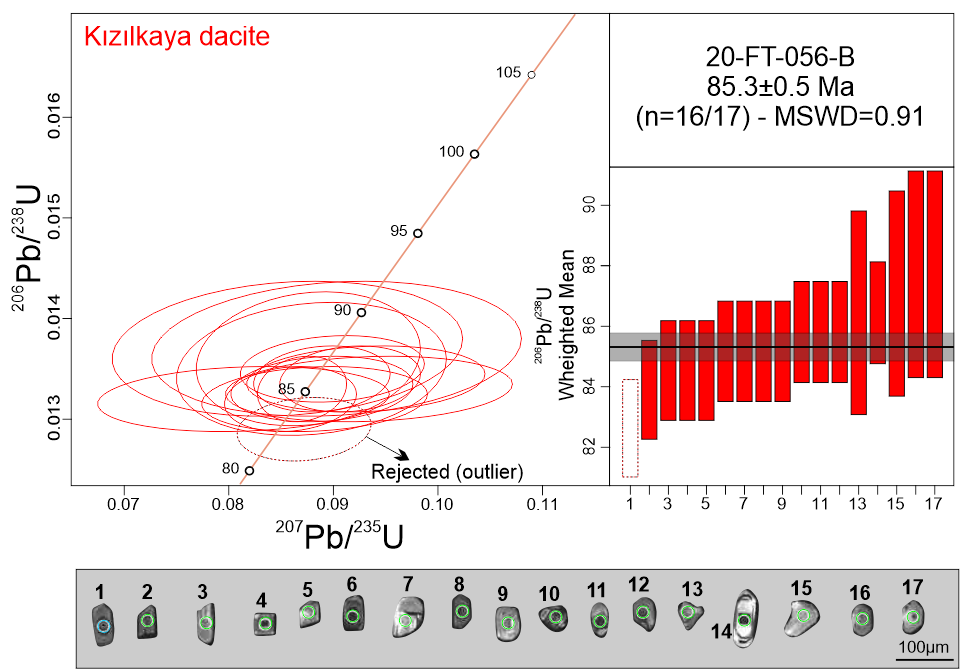 Kızılkaya dacite
20-FT-056-B
85.3±0.5 Ma
(n=16/17) - MSWD=0.91
206Pb/238U
0.016
0.015
0.014
0.013
105
100
95
90
85
80
Rejected (outlier)
0.07 0.08 0.09 0.10 0.11
207Pb/235U
206Pb/238U
Wheighted Mean
90
88
86
84
82
1 3 5 7 9 11 13 15 17
1 2 3 4 5 6 7 8 9 10 11 12 13 14 15 16 17
100µm